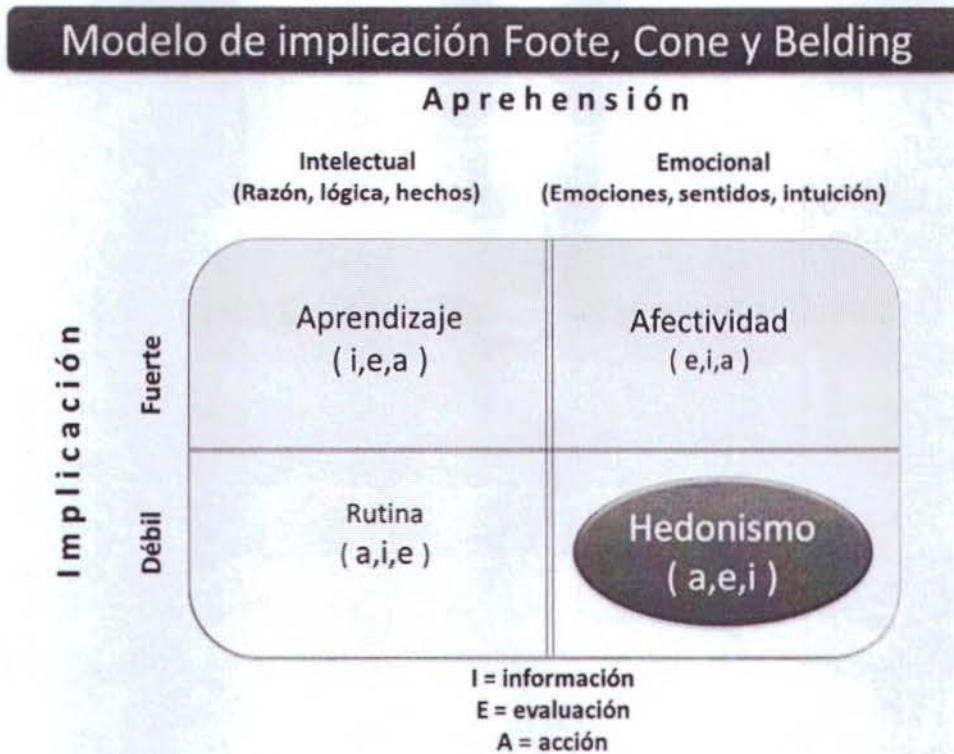 Modelo de implicación Foote, Cone y Belding
Aprehensión
Intelectual
(Razón, lógica, hechos)
Emocional
(Emociones, sentidos, intuición)
Implicación
Fuerte
Débil
Aprendizaje
( i,e,a )
Afectividad
( e,i,a )
Rutina
( a,i,e )
Hedonismo
( a,e,i )
I = información
E = evaluación
A = acción